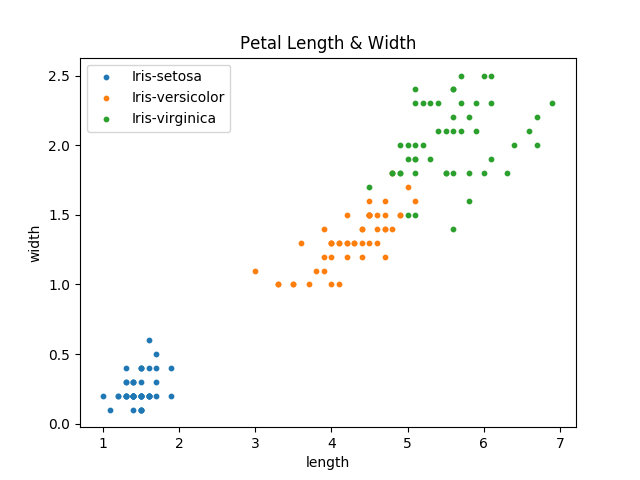 Petal Length & Width
Iris-setosa
Iris-versicolor
Iris-virginica
2.5
2.0
1.5
1.0
0.5
0.0
width
1 2 3 4 5 6 7
length